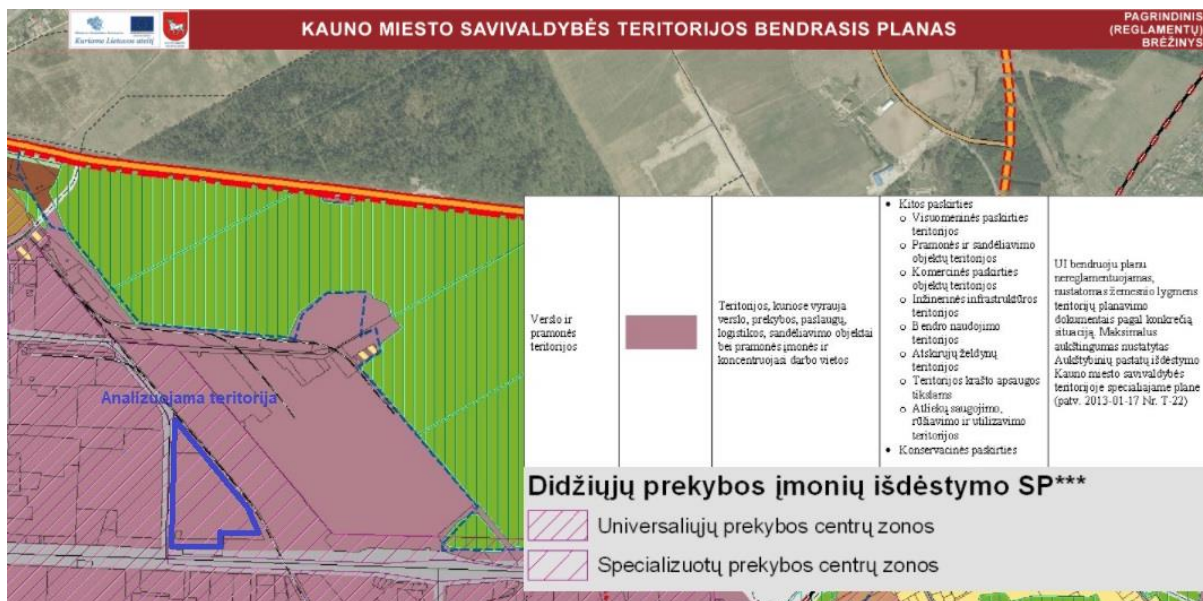 Kuriame Lietuvos ateitį
KAUNO MIESTO SAVIVALDYBĖS TERITORIJOS BENDRASIS PLANAS
PAGRINDINIS
(REGLAMENTŲ)
BRĖŽINYS
Analizuojama teritorija
Verslo ir
pramonės
teritorijos
Teritorijos, kuriose vyrauja
verslo, prekybos, paslaugų,
logistikos, sandėliavimo objektai
bei pramonės įmonės ir
koncentruojasi darbo vietos
• Kitos paskirties
o Visuomeninės paskirties
teritorijos
o Pramonės ir sandėliavimo
objektų teritorijos
o Komercinės paskirties
objektų teritorijos
o Inžinerinės infrastruktūros
teritorijos
o Bendro naudojimo
teritorijos
o Atskirųjų želdynų
teritorijos
o Teritorijos krašto apsaugos
tikslams
o Atliekų saugojimo,
rūšiavimo ir utilizavimo
teritorijos
• Konservacinės paskirties
UI bendruoju planu
nereglamentuojamas,
nustatomas žemesnio lygmens
teritorijų planavimo
dokumentais pagal konkrečią
situaciją. Maksimalus
aukštingumas nustatytas
Aukštybinių pastatų išdėstymo
Kauno miesto savivaldybės
teritorijoje specialiajame plane
(patv. 2013-01-17 Nr. T-22)
Didžiųjų prekybos įmonių išdėstymo SP***
Universaliųjų prekybos centrų zonos
Specializuotų prekybos centrų zonos